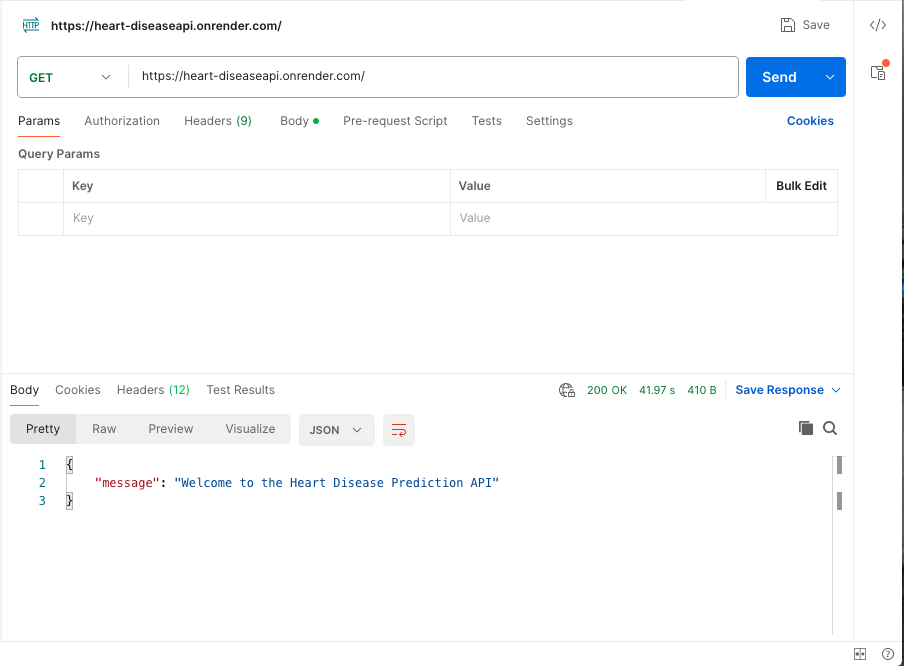 HTTP https://heart-diseaseapi.onrender.com/ Save </>
GET https://heart-diseaseapi.onrender.com/ Send
Params Authorization Headers (9) Body Pre-request Script Tests Settings Cookies
Query Params
Key Value Bulk Edit
Key Value
Body Cookies Headers (12) Test Results 200 OK 41.97 s 410 B Save Response
Pretty Raw Preview Visualize JSON
1 {
2 "message": "Welcome to the Heart Disease Prediction API"
3 }